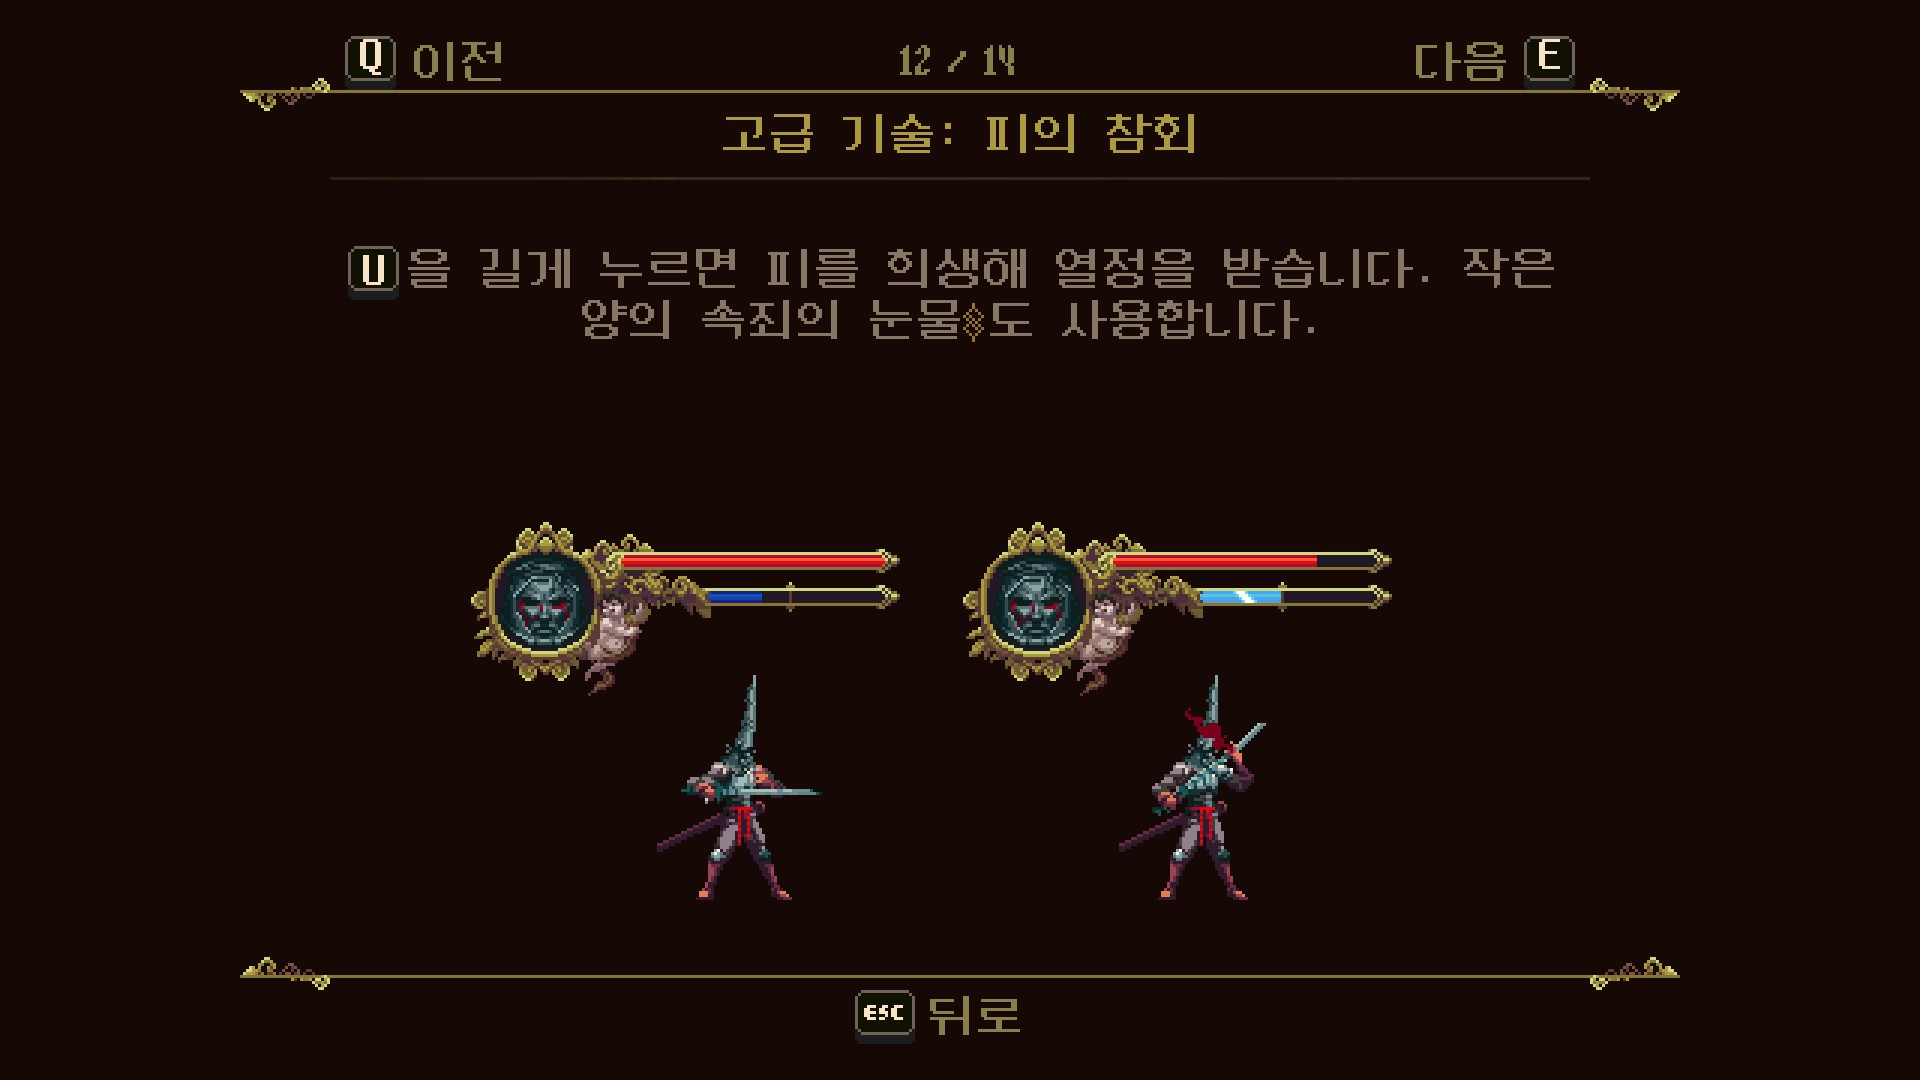 Q 이전
12 / 14
다음 E
고급 기술: 피의 참회
U을 길게 누르면 피를 희생해 열정을 받습니다. 작은
양의 속죄의 눈물도 사용합니다.
ESC 뒤로